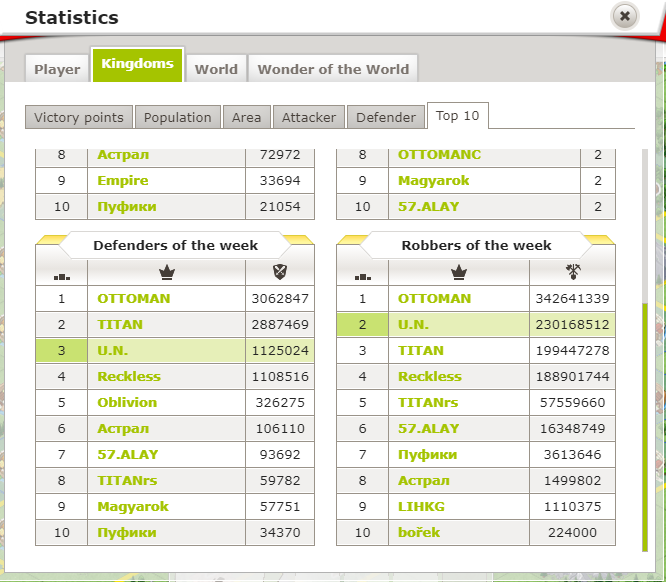 Statistics
Player Kingdoms World Wonder of the World
Victory points Population Area Attacker Defender Top 10
8 Астрал 72972
9 Empire 33694
10 Пуфики 21054
8 OTTOMANC 2
9 Magyarok 2
10 57.ALAY 2
Defenders of the week
1 OTTOMAN 3062847
2 TITAN 2887469
3 U.N. 1125024
4 Reckless 1108516
5 Oblivion 326275
6 Астрал 106110
7 57.ALAY 93692
8 TITANrs 59782
9 Magyarok 57751
10 Пуфики 34370
Robbers of the week
1 OTTOMAN 342641339
2 U.N. 230168512
3 TITAN 199447278
4 Reckless 188901744
5 TITANrs 57559660
6 57.ALAY 16348749
7 Пуфики 3613646
8 Астрал 1499802
9 LIHKG 1110375
10 bořek 224000